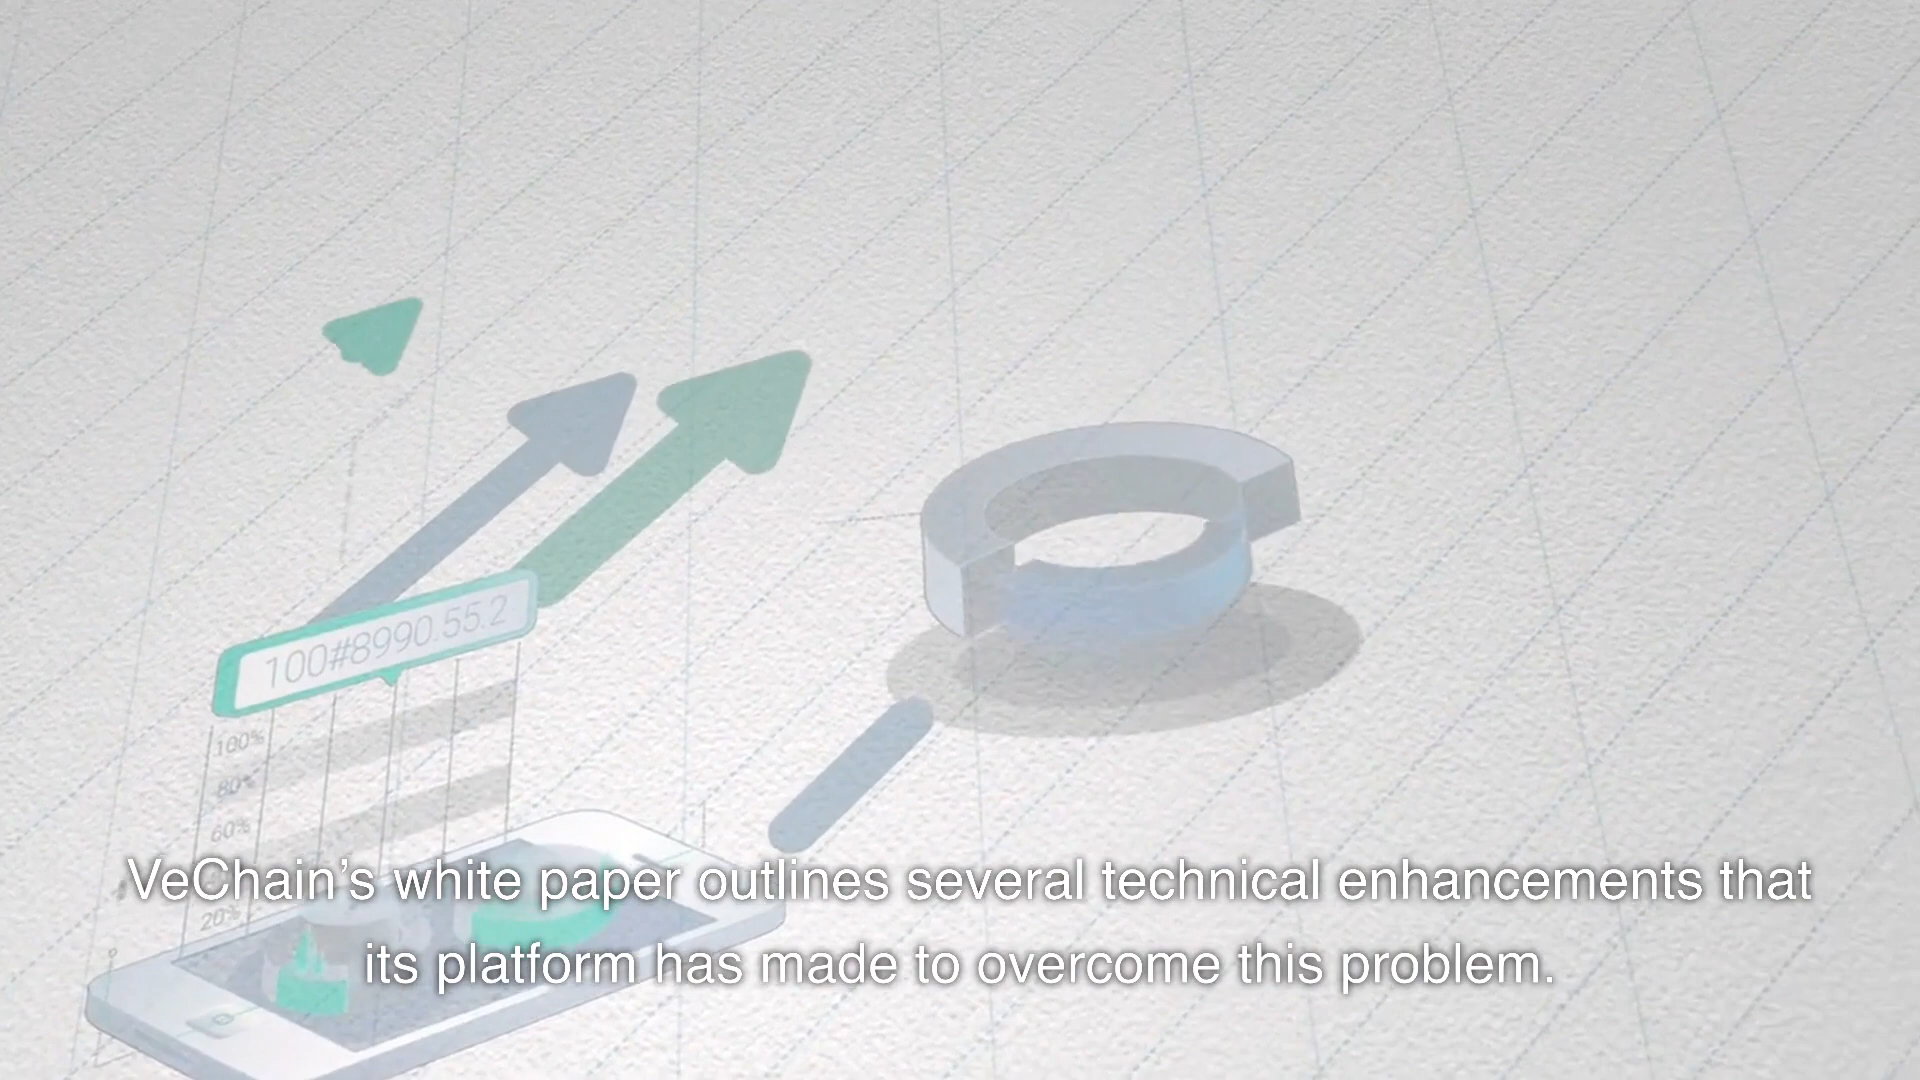 100#8990.55.2
100%
80%
60%
20%
VeChain’s white paper outlines several technical enhancements that
its platform has made to overcome this problem.